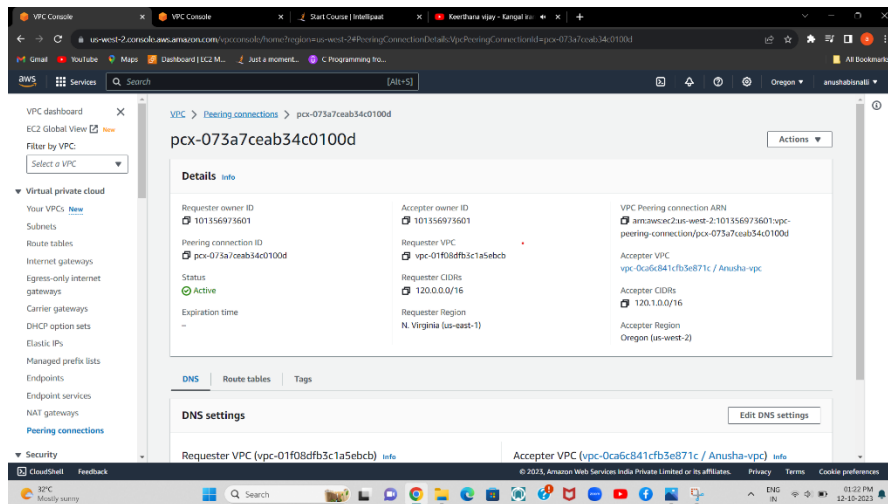 VPC Console
VPC Console
Start Course | Intellipaat
Keerthana vijay - Kangal iru
us-west-2.console.aws.amazon.com/vpcconsole/home?region=us-west-2#PeeringConnectionDetails:VpcPeeringConnectionId=pcx-073a7ceab34c0100d
Gmail
YouTube
Maps
Dashboard | EC2 M...
Just a moment...
C Programming fro...
All Bookmarks
aws
Services
Search
[Alt+S]
Oregon
anushabisnalli
VPC dashboard
EC2 Global View New
Filter by VPC:
Select a VPC
Virtual private cloud
Your VPCs New
Subnets
Route tables
Internet gateways
Egress-only internet
gateways
Carrier gateways
DHCP option sets
Elastic IPs
Managed prefix lists
Endpoints
Endpoint services
NAT gateways
Peering connections
Security
VPC > Peering connections > pcx-073a7ceab34c0100d
pcx-073a7ceab34c0100d
Actions
Details Info
Requester owner ID
101356973601
Peering connection ID
pcx-073a7ceab34c0100d
Status
Active
Expiration time
–
Accepter owner ID
101356973601
Requester VPC
vpc-01f08dfb3c1a5ebcb
Requester CIDRs
120.0.0.0/16
Requester Region
N. Virginia (us-east-1)
VPC Peering connection ARN
arn:aws:ec2:us-west-2:101356973601:vpc-
peering-connection/pcx-073a7ceab34c0100d
Accepter VPC
vpc-0ca6c841cfb3e871c / Anusha-vpc
Accepter CIDRs
120.1.0.0/16
Accepter Region
Oregon (us-west-2)
DNS
Route tables
Tags
DNS settings
Edit DNS settings
Requester VPC (vpc-01f08dfb3c1a5ebcb) Info
Accepter VPC (vpc-0ca6c841cfb3e871c / Anusha-vpc) Info
CloudShell
Feedback
© 2023, Amazon Web Services India Private Limited or its affiliates.
Privacy
Terms
Cookie preferences
32°C
Mostly sunny
Search
ENG
IN
01:22 PM
12-10-2023